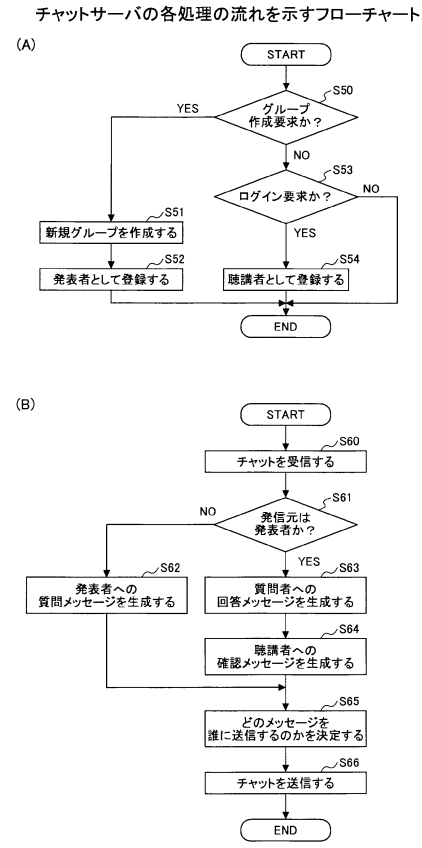 チャットサーバの各処理の流れを示すフローチャート
(A)
START
S50
グループ
作成要求か？
YES
NO
S53
ログイン要求か？
NO
YES
S51
新規グループを作成する
S52
発表者として登録する
S54
聴講者として登録する
END
(B)
START
S60
チャットを受信する
S61
発信元は
発表者か？
NO
YES
S62
発表者への
質問メッセージを生成する
S63
質問者への
回答メッセージを生成する
S64
聴講者への
確認メッセージを生成する
S65
どのメッセージを
誰に送信するのかを決定する
S66
チャットを送信する
END